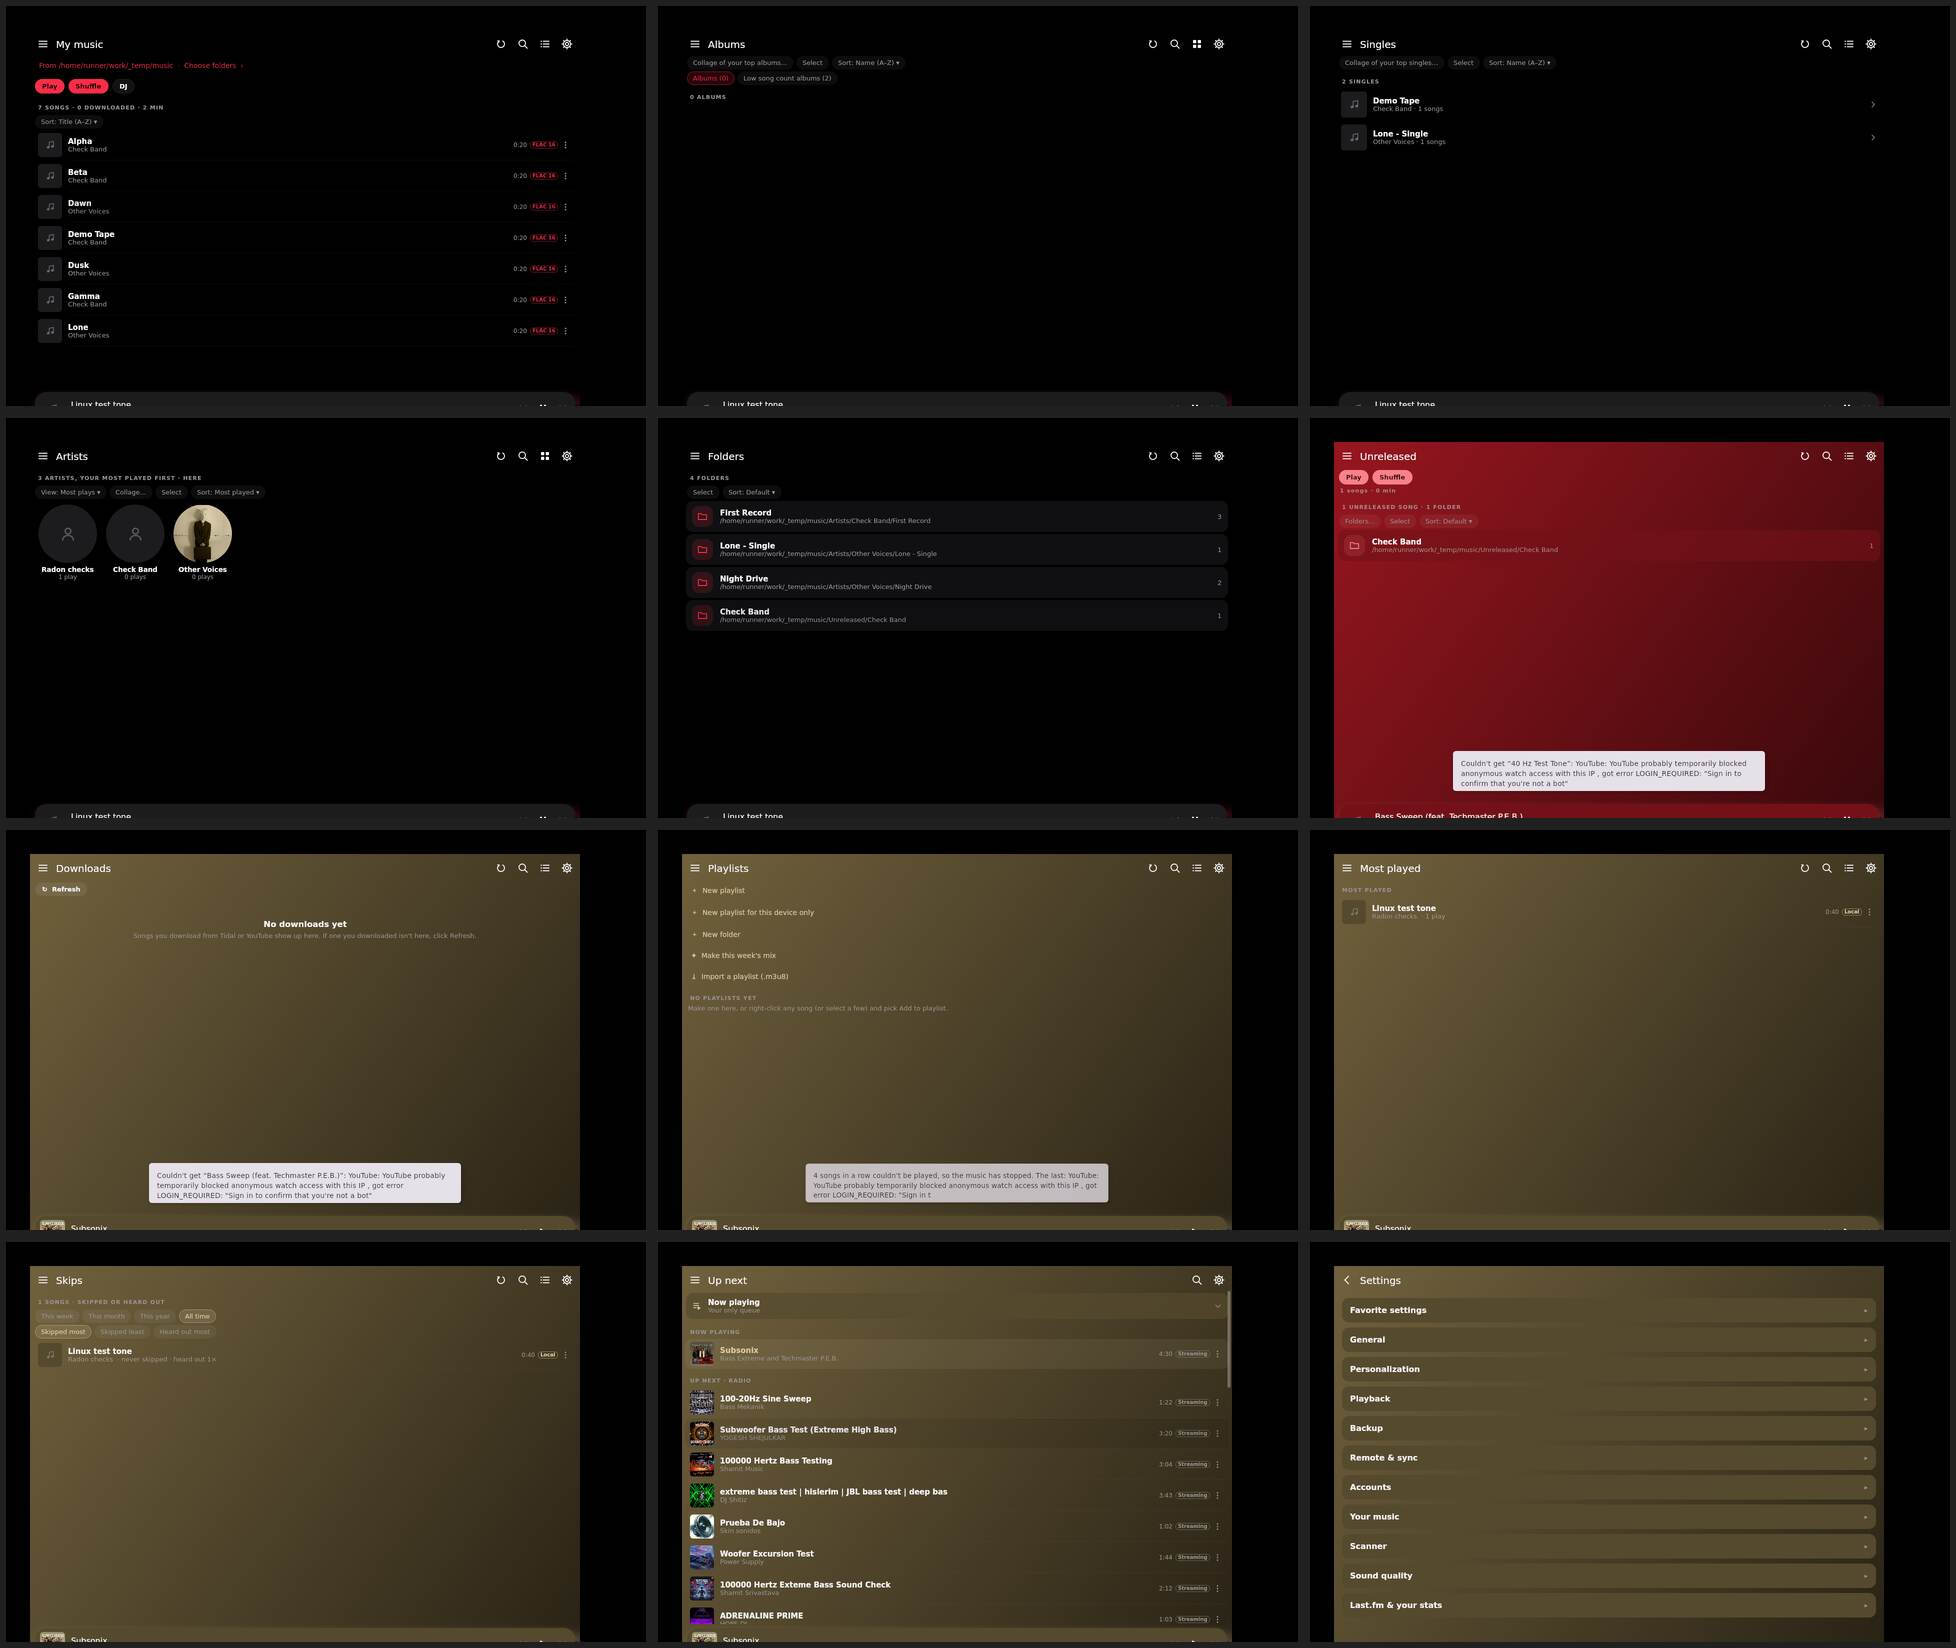 My music
From /home/runner/work/_temp/music · Choose folders ›
Play Shuffle DJ
7 SONGS · 0 DOWNLOADED · 2 MIN
Sort: Title (A–Z) ▾
Alpha
Check Band
0:20 FLAC 16
Beta
Check Band
0:20 FLAC 16
Dawn
Other Voices
0:20 FLAC 16
Demo Tape
Check Band
0:20 FLAC 16
Dusk
Other Voices
0:20 FLAC 16
Gamma
Check Band
0:20 FLAC 16
Lone
Other Voices
0:20 FLAC 16
Linux test tone
Albums
Collage of your top albums... Select Sort: Name (A–Z) ▾
Albums (0) Low song count albums (2)
0 ALBUMS
Linux test tone
Singles
Collage of your top singles... Select Sort: Name (A–Z) ▾
2 SINGLES
Demo Tape
Check Band · 1 songs
Lone - Single
Other Voices · 1 songs
Linux test tone
Artists
3 ARTISTS, YOUR MOST PLAYED FIRST · HERE
View: Most plays ▾ Collage... Select Sort: Most played ▾
Radon checks
1 play
Check Band
0 plays
Other Voices
0 plays
Linux test tone
Folders
4 FOLDERS
Select Sort: Default ▾
First Record
/home/runner/work/_temp/music/Artists/Check Band/First Record
3
Lone - Single
/home/runner/work/_temp/music/Artists/Other Voices/Lone - Single
1
Night Drive
/home/runner/work/_temp/music/Artists/Other Voices/Night Drive
2
Check Band
/home/runner/work/_temp/music/Unreleased/Check Band
1
Linux test tone
Unreleased
Play Shuffle
1 songs · 0 min
1 UNRELEASED SONG · 1 FOLDER
Folders... Select Sort: Default ▾
Check Band
/home/runner/work/_temp/music/Unreleased/Check Band
1
Couldn't get "40 Hz Test Tone": YouTube: YouTube probably temporarily blocked
anonymous watch access with this IP , got error LOGIN_REQUIRED: "Sign in to
confirm that you're not a bot"
Bass Sweep (feat. Techmaster P.E.B.)
Downloads
↻ Refresh
No downloads yet
Songs you download from Tidal or YouTube show up here. If one you downloaded isn't here, click Refresh.
Couldn't get "Bass Sweep (feat. Techmaster P.E.B.)": YouTube: YouTube probably
temporarily blocked anonymous watch access with this IP , got error
LOGIN_REQUIRED: "Sign in to confirm that you're not a bot"
Subsonix
Playlists
+ New playlist
+ New playlist for this device only
+ New folder
✦ Make this week's mix
↓ Import a playlist (.m3u8)
NO PLAYLISTS YET
Make one here, or right-click any song (or select a few) and pick Add to playlist.
4 songs in a row couldn't be played, so the music has stopped. The last: YouTube:
YouTube probably temporarily blocked anonymous watch access with this IP , got
error LOGIN_REQUIRED: "Sign in t
Subsonix
Most played
MOST PLAYED
Linux test tone
Radon checks · 1 play
0:40 Local
Subsonix
Skips
1 SONGS · SKIPPED OR HEARD OUT
This week This month This year All time
Skipped most Skipped least Heard out most
Linux test tone
Radon checks · never skipped · heard out 1×
0:40 Local
Subsonix
Up next
Now playing
Your only queue
NOW PLAYING
Subsonix
Bass Extreme and Techmaster P.E.B.
4:30 Streaming
UP NEXT · RADIO
100-20Hz Sine Sweep
Bass Mekanik
1:22 Streaming
Subwoofer Bass Test (Extreme High Bass)
YOGESH SHEJULKAR
3:20 Streaming
100000 Hertz Bass Testing
Shamit Music
3:04 Streaming
extreme bass test | hislerim | JBL bass test | deep bas
DJ Shitiz
3:43 Streaming
Prueba De Bajo
Skin sonidos
1:02 Streaming
Woofer Excursion Test
Power Supply
1:44 Streaming
100000 Hertz Exteme Bass Sound Check
Shamit Srivastava
2:12 Streaming
ADRENALINE PRIME
1:03 Streaming
Subsonix
Settings
Favorite settings
General
Personalization
Playback
Backup
Remote & sync
Accounts
Your music
Scanner
Sound quality
Last.fm & your stats